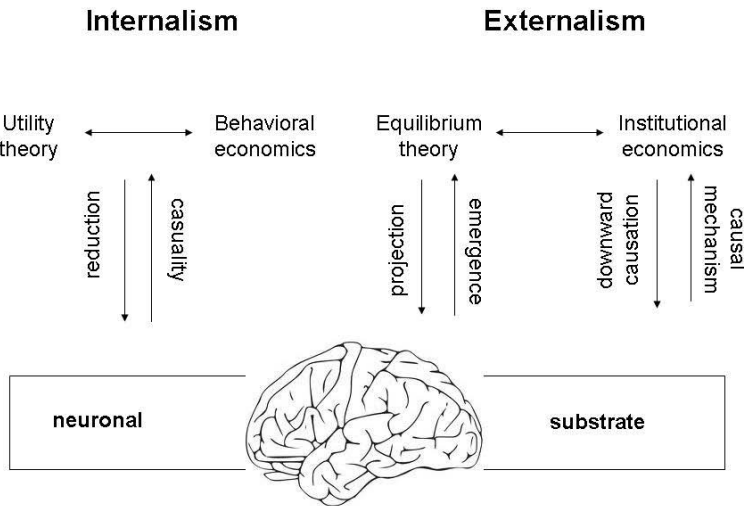 Internalism
Externalism
Utility
theory
Behavioral
economics
Equilibrium
theory
Institutional
economics
reduction
casuality
projection
emergence
downward
causation
causal
mechanism
neuronal
substrate